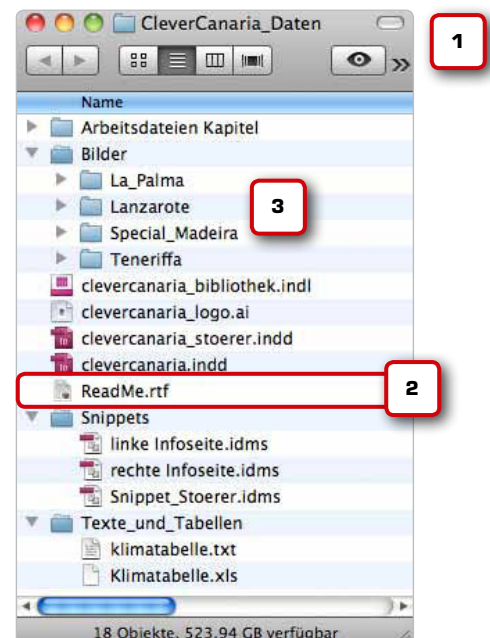 CleverCanaria_Daten
1
Name
Arbeitsdateien Kapitel
Bilder
La_Palma
Lanzarote
3
Special_Madeira
Teneriffa
clevercanaria_bibliothek.indl
clevercanaria_logo.ai
clevercanaria_stoerer.indd
clevercanaria.indd
ReadMe.rtf
2
Snippets
linke Infoseite.idms
rechte Infoseite.idms
Snippet_Stoerer.idms
Texte_und_Tabellen
klimatabelle.txt
Klimatabelle.xls
18 Objekte, 523,94 GB verfügbar